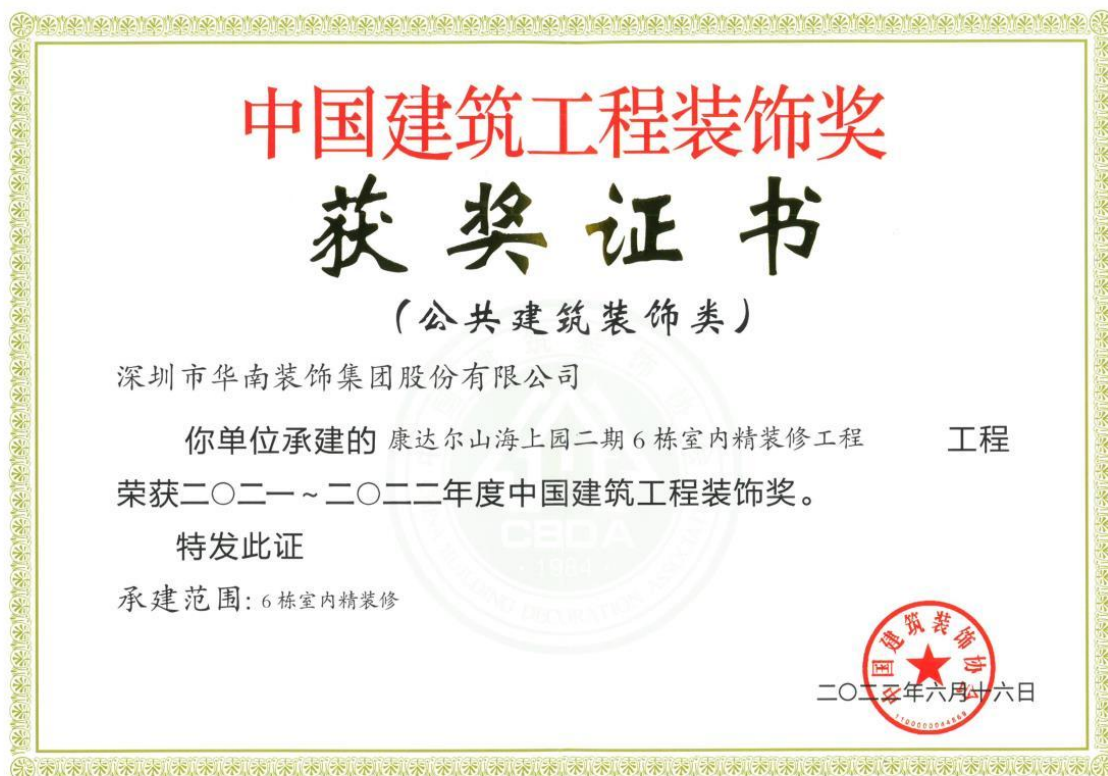 中国建筑工程装饰奖
获奖证书
(公共建筑装饰类)
深圳市华南装饰集团股份有限公司
你单位承建的 康达尔山海上园二期6栋室内精装修工程 工程
荣获二〇二一~二〇二二年度中国建筑工程装饰奖。
特发此证
承建范围: 6栋室内精装修
中国建筑装饰协会
二〇二三年六月十六日
CBDA
·1984·